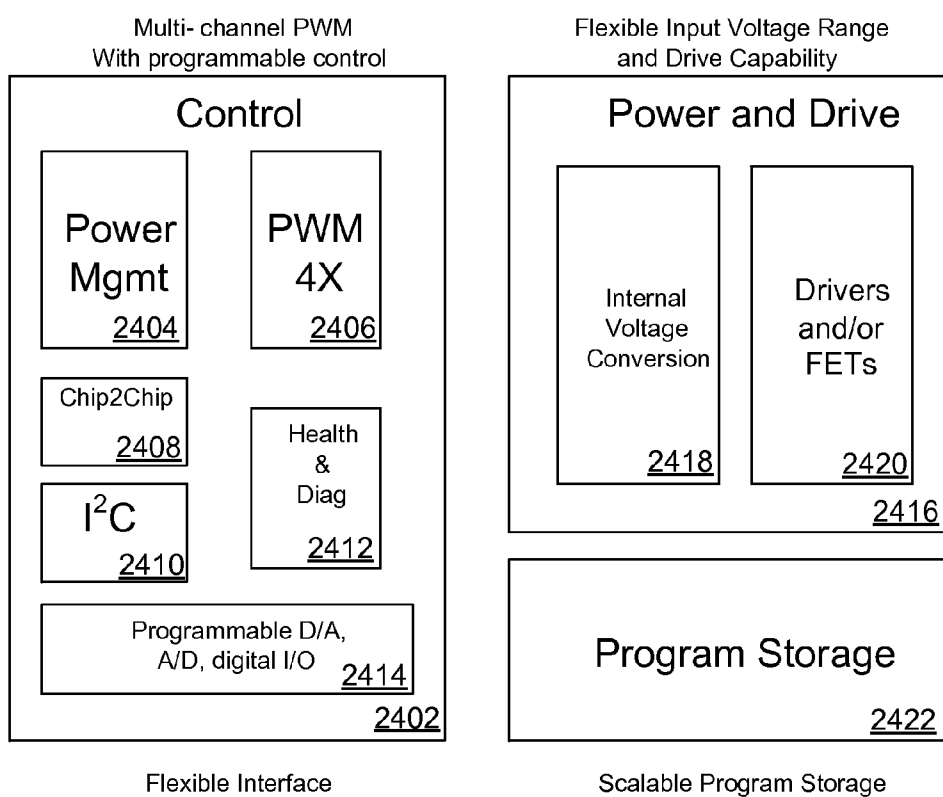 Multi- channel PWM
With programmable control
Control
Power
Mgmt
2404
PWM
4X
2406
Chip2Chip
2408
I²C
2410
Health
&
Diag
2412
Programmable D/A,
A/D, digital I/O
2414
2402
Flexible Interface
Flexible Input Voltage Range
and Drive Capability
Power and Drive
Internal
Voltage
Conversion
2418
Drivers
and/or
FETs
2420
2416
Program Storage
2422
Scalable Program Storage